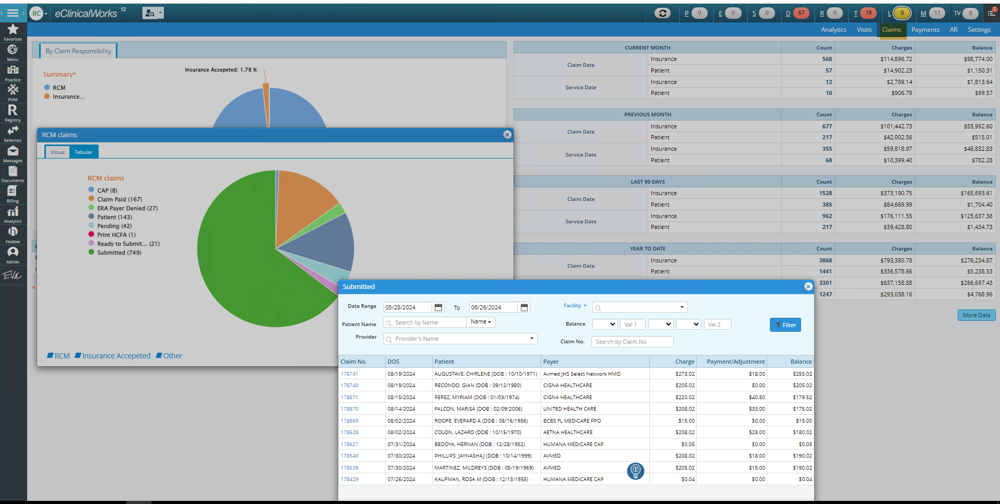 BC
eClinicalWorks 12
P 0
E 0
S 0
D 67
R 0
T 18
L 0
M 11
TV 0
2
Analytics Visits Claims Payments AR Settings
Favorites
Menu
Practice
PHM
R
Registry
Referrals
Messages
Documents
Billing
Analytics
healow
Admin
EVA
By Claim Responsibility
Summary*
RCM
Insurance...
Insurance Accepeted: 1.78 %
CURRENT MONTH Count Charges Balance
Claim Date
Insurance 568 $114,896.72 $98,774.00
Patient 57 $14,902.23 $1,150.31
Service Date
Insurance 12 $2,789.14 $1,813.64
Patient 10 $906.79 $99.57
PREVIOUS MONTH Count Charges Balance
Claim Date
Insurance 677 $101,442.73 $55,992.60
Patient 217 $42,002.56 $515.01
Service Date
Insurance 355 $59,818.97 $48,832.83
Patient 68 $10,399.40 $782.28
LAST 90 DAYS Count Charges Balance
Claim Date
Insurance 1528 $373,190.75 $165,693.61
Patient 385 $84,669.99 $1,704.40
Service Date
Insurance 962 $176,111.55 $125,637.38
Patient 217 $39,428.80 $1,434.73
YEAR TO DATE Count Charges Balance
Claim Date
Insurance 3868 $793,380.78 $276,234.87
Patient 1441 $336,578.66 $5,238.53
3301 $637,158.88 $266,697.43
1247 $293,038.16 $4,768.96
More Data
RCM claims
Visual Tabular
RCM claims
CAP (8)
Claim Paid (167)
ERA Payer Denied (27)
Patient (143)
Pending (42)
Print HCFA (1)
Ready to Submit... (21)
Submitted (749)
RCM Insurance Accepeted Other
*
Submitted
Date Range 05/28/2024 To 08/26/2024 Facility
Patient Name Search by Name Name Balance Val 1 Val 2 Filter
Provider Provider's Name Claim No. Search by Claim No
Claim No. DOS Patient Payer Charge Payment/Adjustment Balance
178741 08/19/2024 AUGUSTAVE, CHIRLENE (DOB : 10/10/1971) Avmed JHS Select Network HMO $273.02 $18.00 $255.02
178740 08/19/2024 RECONDO, GIAN (DOB : 09/12/1980) CIGNA HEALTHCARE $205.02 $0.00 $205.02
178871 08/15/2024 PEREZ, MYRIAM (DOB : 01/03/1974) CIGNA HEALTHCARE $220.02 $40.50 $179.52
178870 08/14/2024 FALCON, MARISA (DOB : 02/09/2006) UNITED HEALTH CARE $208.02 $33.00 $175.02
178869 08/02/2024 ROOFE, EVERARD A (DOB : 08/16/1956) BCBS FL MEDICARE PPO $15.00 $0.00 $15.00
178628 08/02/2024 COLON, LAZARO (DOB : 10/15/1970) AETNA HEALTHCARE $208.02 $28.00 $180.02
178627 07/31/2024 BEDOYA, HERNAN (DOB : 12/28/1952) HUMANA MEDICARE CAP $0.05 $0.00 $0.05
178540 07/30/2024 PHILLIPS, JAYNASHAJ (DOB : 10/14/1999) AVMED $208.02 $18.00 $190.02
178539 07/30/2024 MARTINEZ, MILDREYS (DOB : 05/19/1969) AVMED $205.02 $15.00 $190.02
178429 07/26/2024 KAUFMAN, ROSA M (DOB : 12/13/1955) HUMANA MEDICARE CAP $0.04 $0.00 $0.04